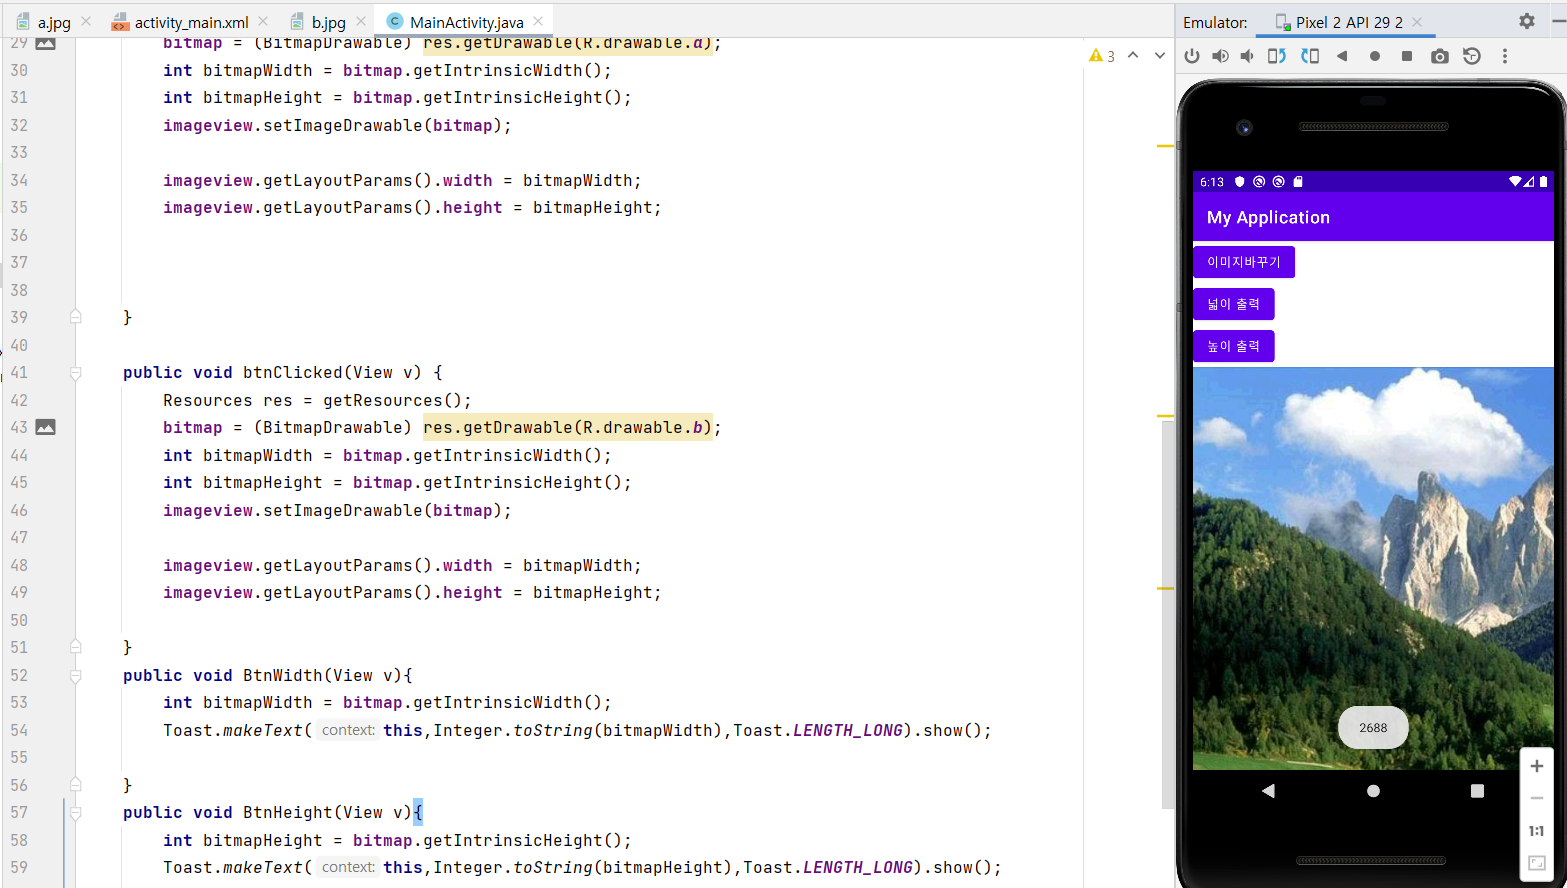 a.jpg
activity_main.xml
b.jpg
MainActivity.java
Emulator:
Pixel 2 API 29 2
3
29 bitmap = (BitmapDrawable) res.getDrawable(R.drawable.a);
30 int bitmapWidth = bitmap.getIntrinsicWidth();
31 int bitmapHeight = bitmap.getIntrinsicHeight();
32 imageview.setImageDrawable(bitmap);
33
34 imageview.getLayoutParams().width = bitmapWidth;
35 imageview.getLayoutParams().height = bitmapHeight;
36
37
38
39 }
40
41 public void btnClicked(View v) {
42 Resources res = getResources();
43 bitmap = (BitmapDrawable) res.getDrawable(R.drawable.b);
44 int bitmapWidth = bitmap.getIntrinsicWidth();
45 int bitmapHeight = bitmap.getIntrinsicHeight();
46 imageview.setImageDrawable(bitmap);
47
48 imageview.getLayoutParams().width = bitmapWidth;
49 imageview.getLayoutParams().height = bitmapHeight;
50
51 }
52 public void BtnWidth(View v){
53 int bitmapWidth = bitmap.getIntrinsicWidth();
54 Toast.makeText( context: this,Integer.toString(bitmapWidth),Toast.LENGTH_LONG).show();
55
56 }
57 public void BtnHeight(View v){
58 int bitmapHeight = bitmap.getIntrinsicHeight();
59 Toast.makeText( context: this,Integer.toString(bitmapHeight),Toast.LENGTH_LONG).show();
6:13
My Application
이미지바꾸기
넓이 출력
높이 출력
2688
1:1